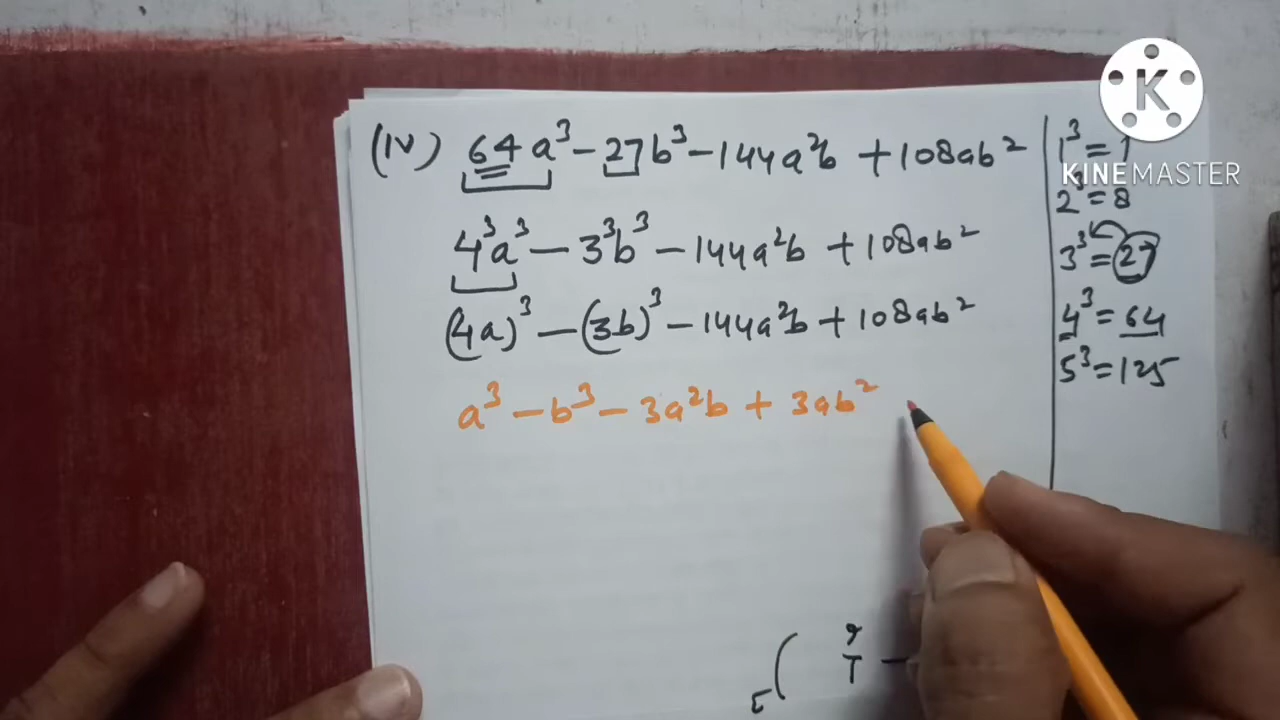 (IV) 64a³ - 27b³ - 144a²b + 108ab²
4³a³ - 3³b³ - 144a²b + 108ab²
(4a)³ - (3b)³ - 144a²b + 108ab²
a³ - b³ - 3a²b + 3ab²
1³ = 1
2³ = 8
3³ = 27
4³ = 64
5³ = 125
K
KINEMASTER